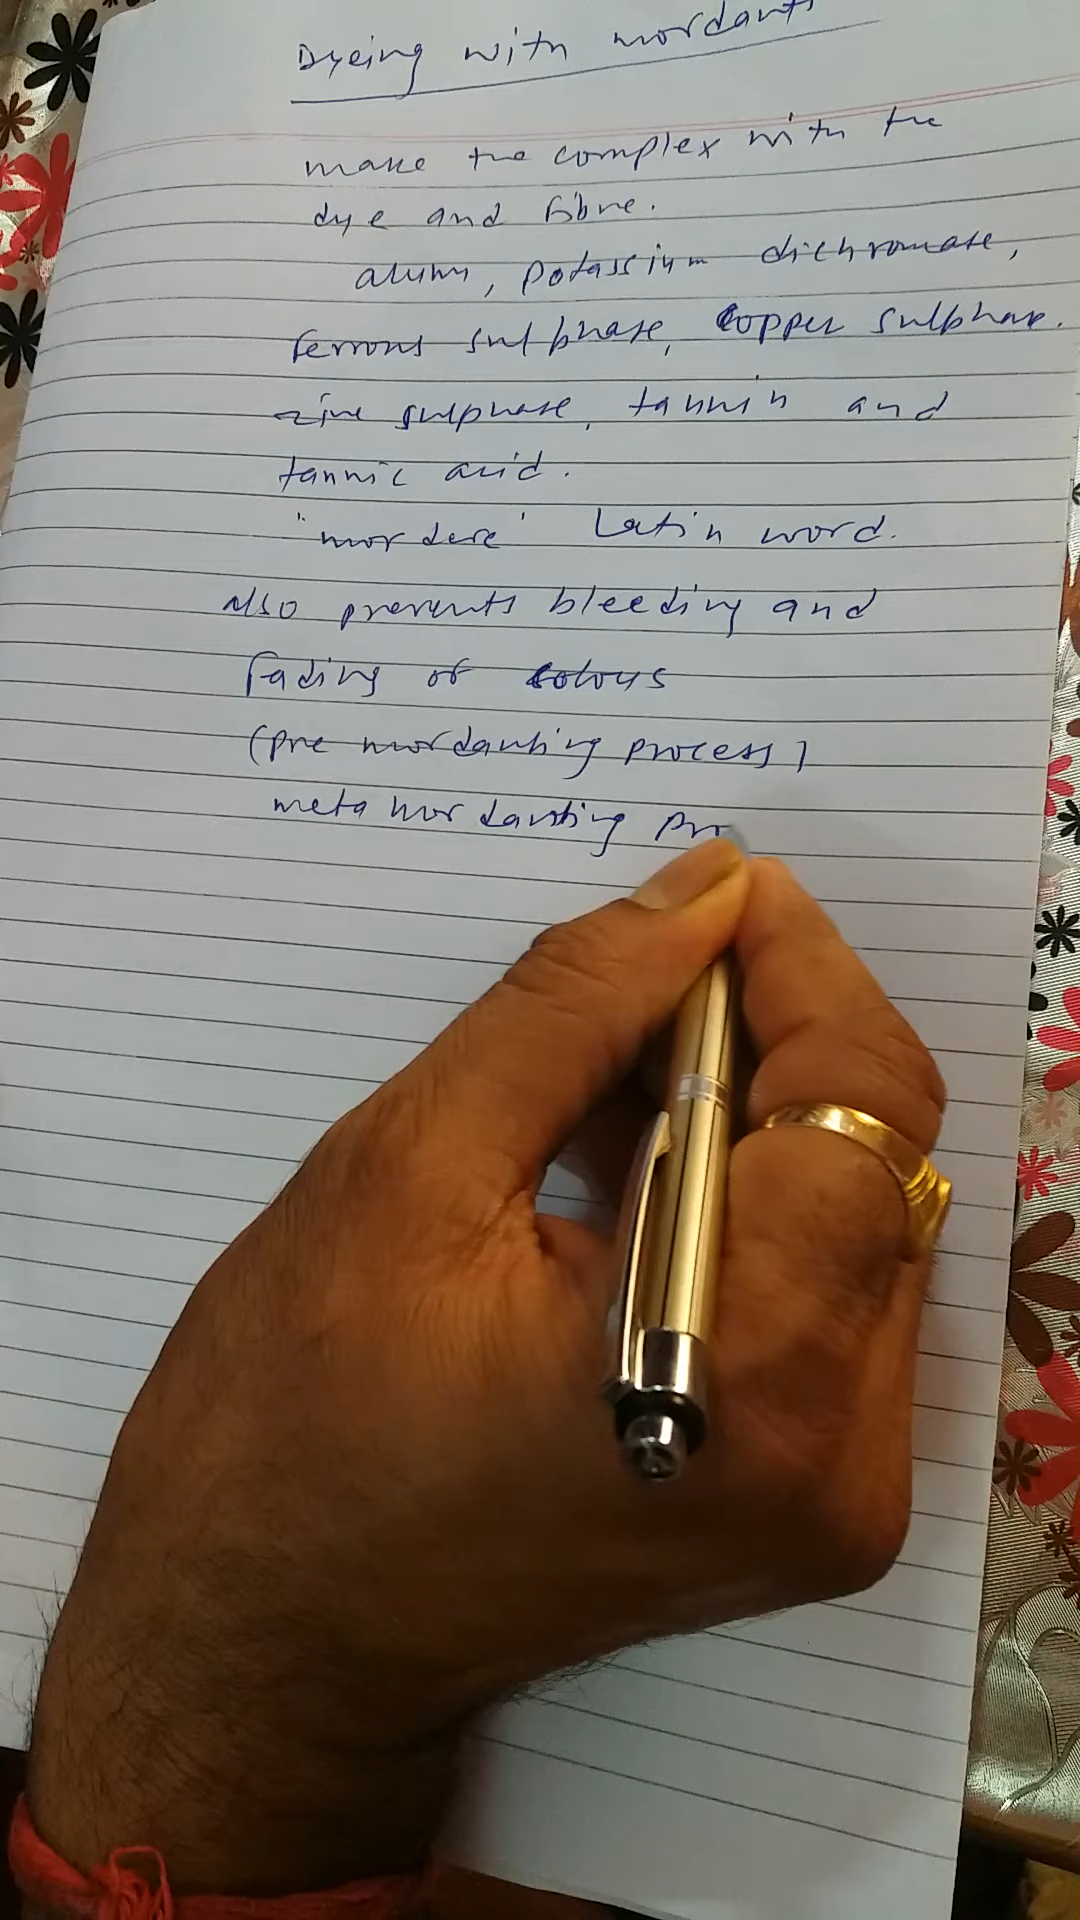 Dyeing with mordants
make the complex with the
dye and fibre.
alum, potassium dichromate,
ferrous sulphate, copper sulphate.
zinc sulphate, tannin and
tannic acid.
"mordere" Latin word.
also prevents bleeding and
fading of colours
(pre mordanting process)
meta mordanting pro